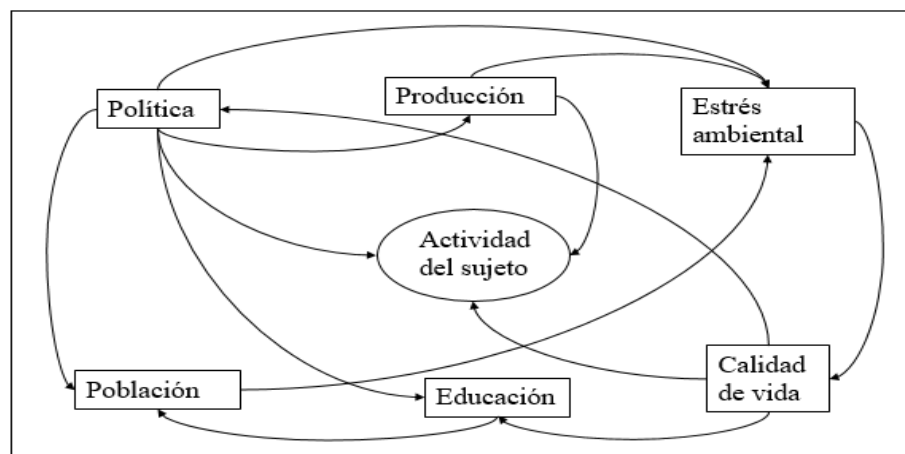 Política
Producción
Estrés
ambiental
Actividad
del sujeto
Población
Educación
Calidad
de vida